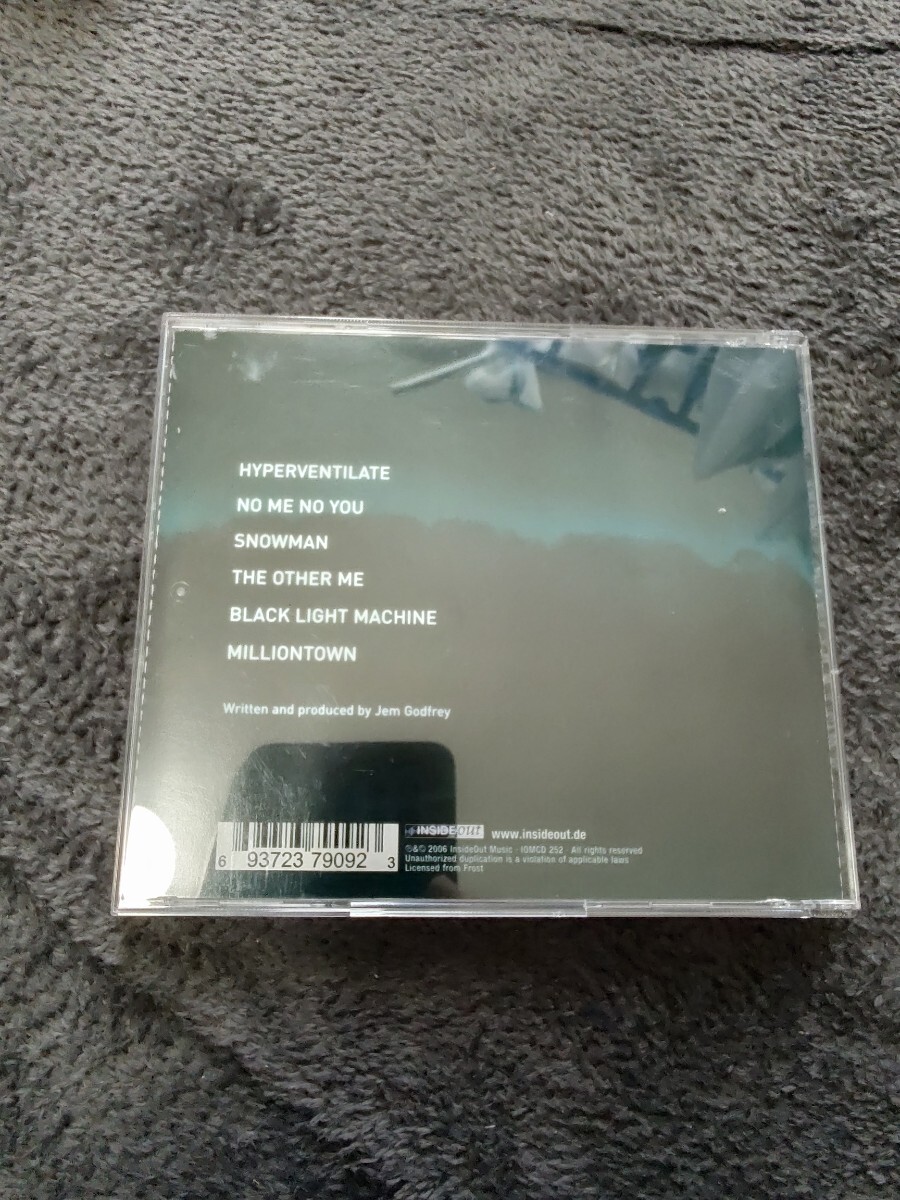 HYPERVENTILATE
NO ME NO YOU
SNOWMAN
THE OTHER ME
BLACK LIGHT MACHINE
MILLIONTOWN
Written and produced by Jem Godfrey
6 93723 79092 3
INSIDEOUT www.insideout.de
℗&© 2006 InsideOut Music · IOMCD 252 All rights reserved
Unauthorized duplication is a violation of applicable laws
Licensed from Frost